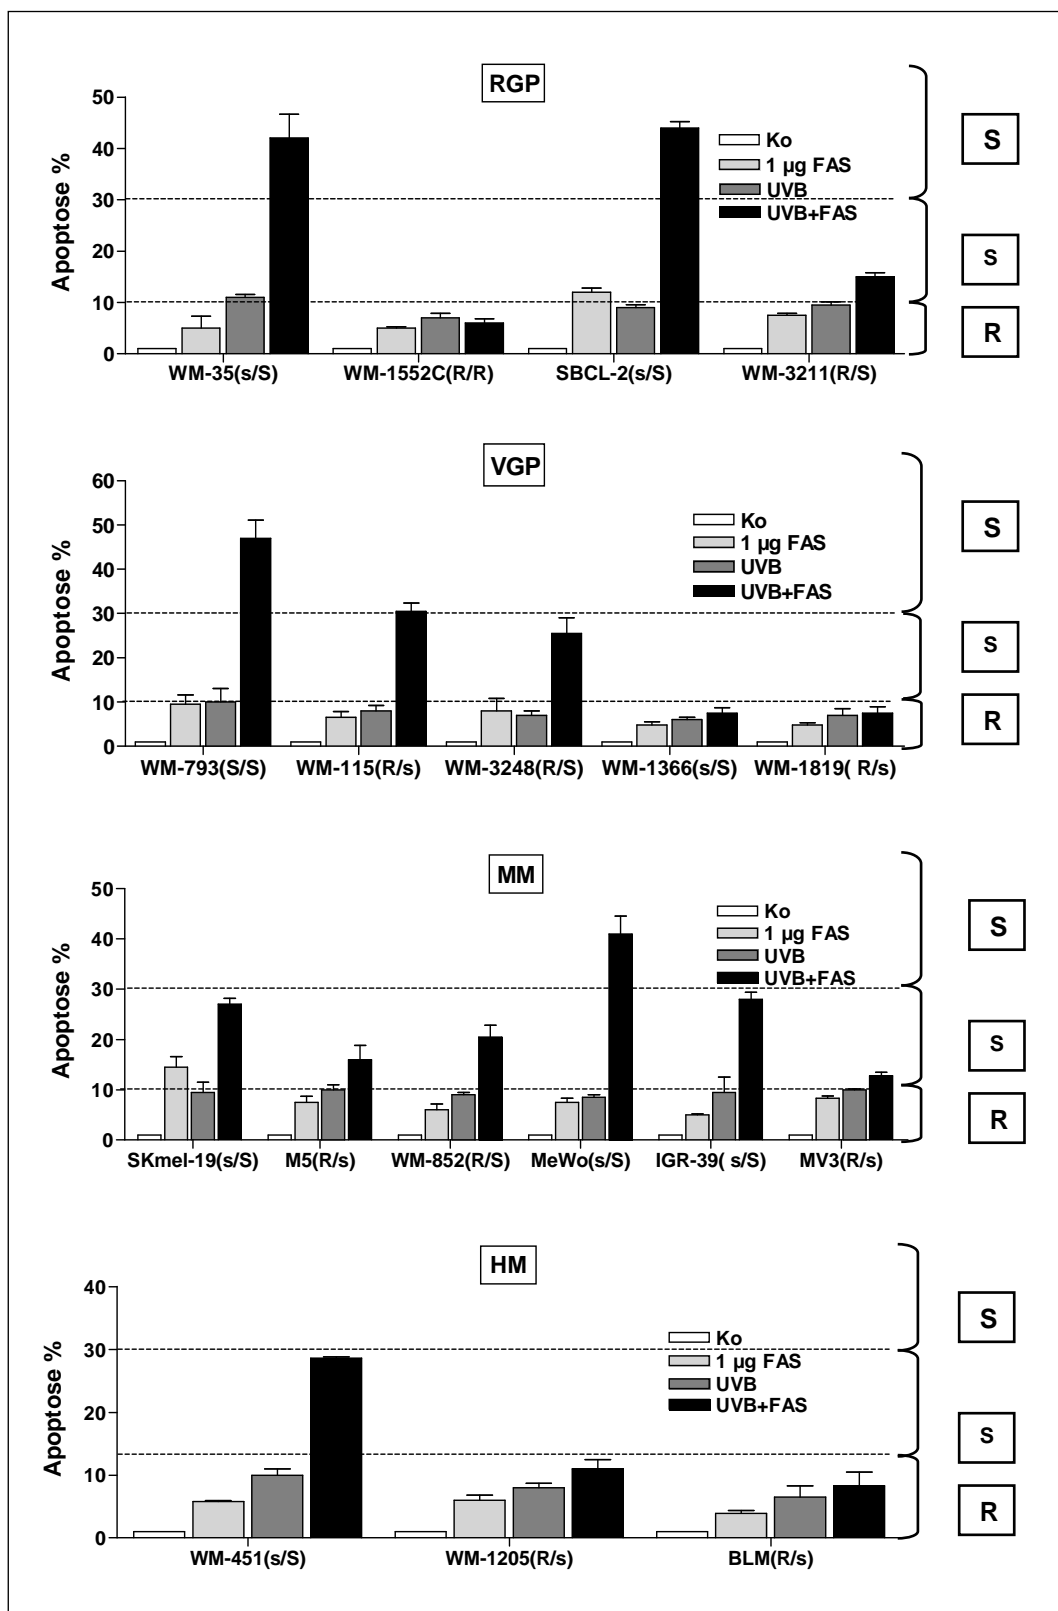 RGP
Apoptose %
50
40
30
20
10
0
Ko
1 µg FAS
UVB
UVB+FAS
S
S
R
WM-35(s/S) WM-1552C(R/R) SBCL-2(s/S) WM-3211(R/S)
VGP
Apoptose %
60
50
40
30
20
10
0
Ko
1 µg FAS
UVB
UVB+FAS
S
S
R
WM-793(S/S) WM-115(R/s) WM-3248(R/S) WM-1366(s/S) WM-1819( R/s)
MM
Apoptose %
50
40
30
20
10
0
Ko
1 µg FAS
UVB
UVB+FAS
S
S
R
SKmel-19(s/S) M5(R/s) WM-852(R/S) MeWo(s/S) IGR-39( s/S) MV3(R/s)
HM
Apoptose %
40
30
20
10
0
Ko
1 µg FAS
UVB
UVB+FAS
S
S
R
WM-451(s/S) WM-1205(R/s) BLM(R/s)